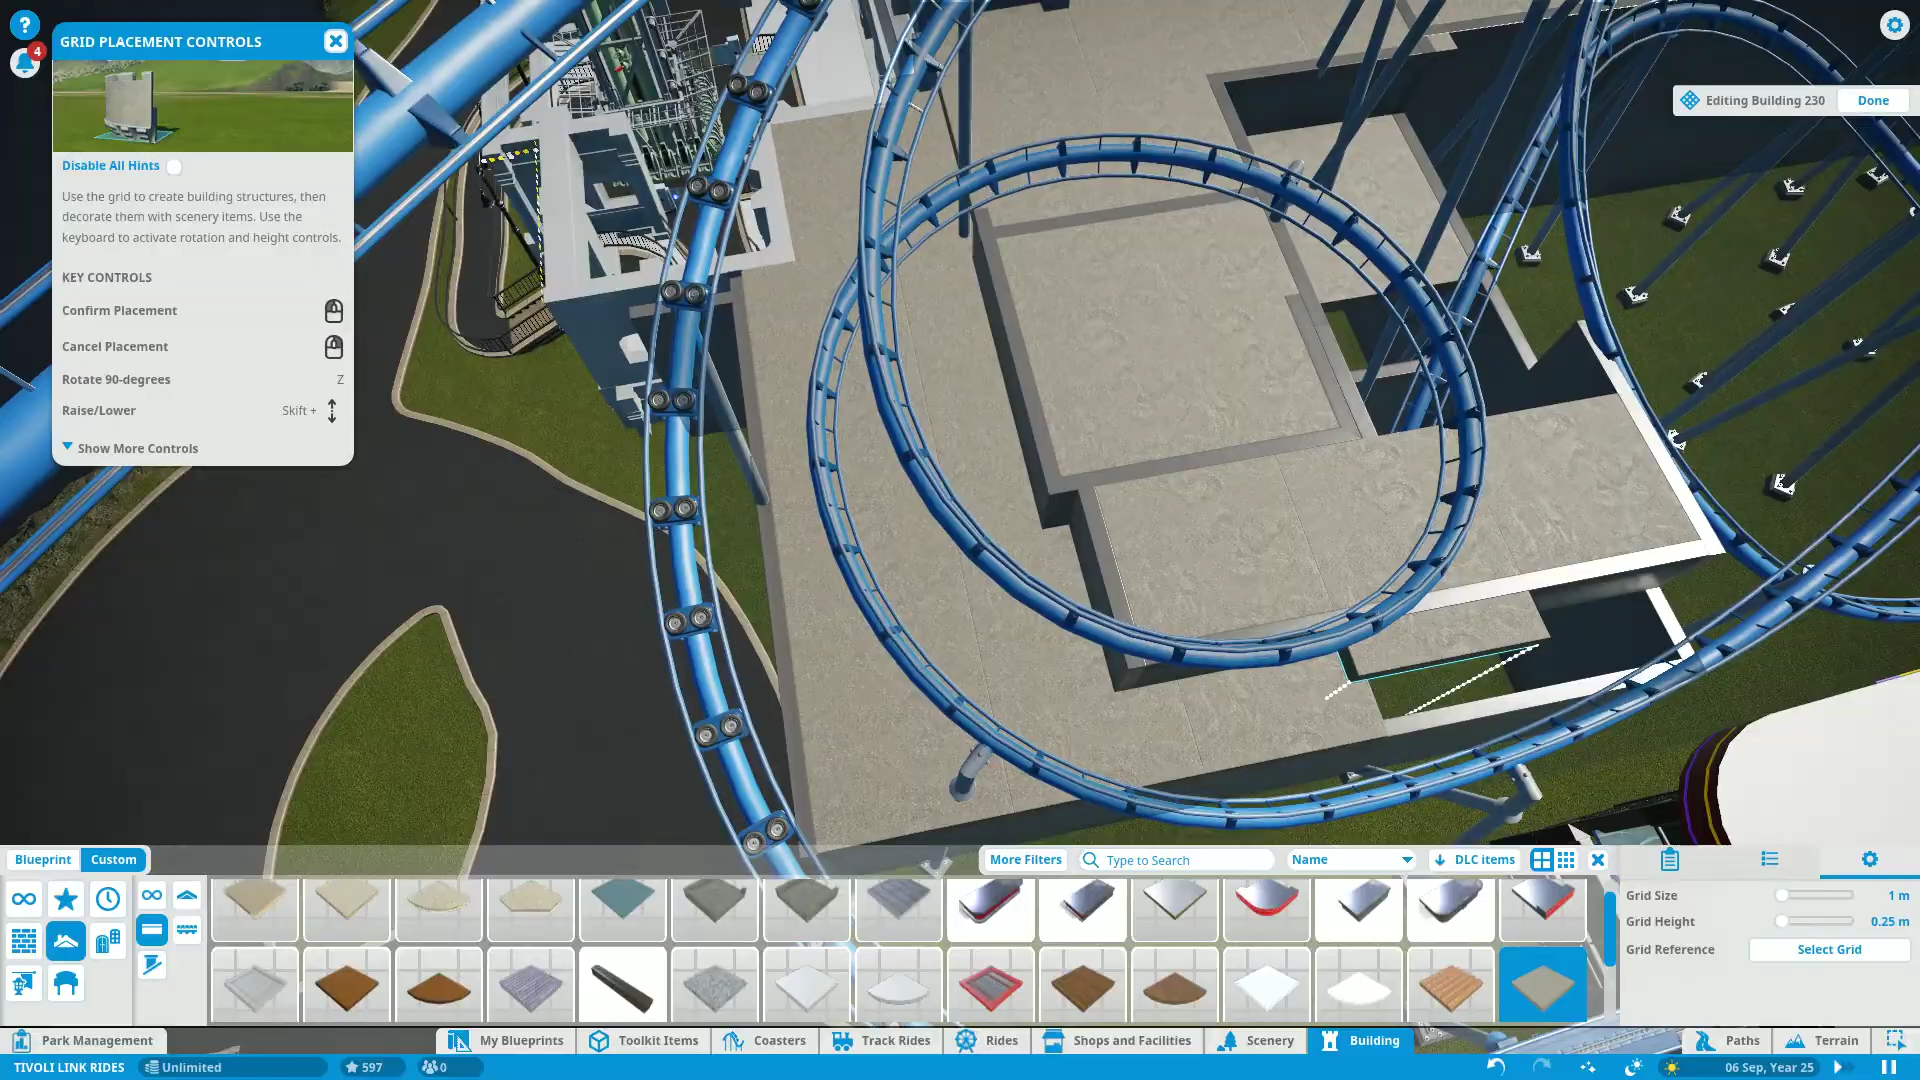 ?
4
GRID PLACEMENT CONTROLS
Disable All Hints
Use the grid to create building structures, then
decorate them with scenery items. Use the
keyboard to activate rotation and height controls.
KEY CONTROLS
Confirm Placement
Cancel Placement
Rotate 90-degrees Z
Raise/Lower Skift +
Show More Controls
Editing Building 230 Done
Blueprint Custom
More Filters Type to Search Name DLC items
Grid Size 1 m
Grid Height 0.25 m
Grid Reference Select Grid
Park Management My Blueprints Toolkit Items Coasters Track Rides Rides Shops and Facilities Scenery Building Paths Terrain
TIVOLI LINK RIDES Unlimited 597 0 06 Sep, Year 25